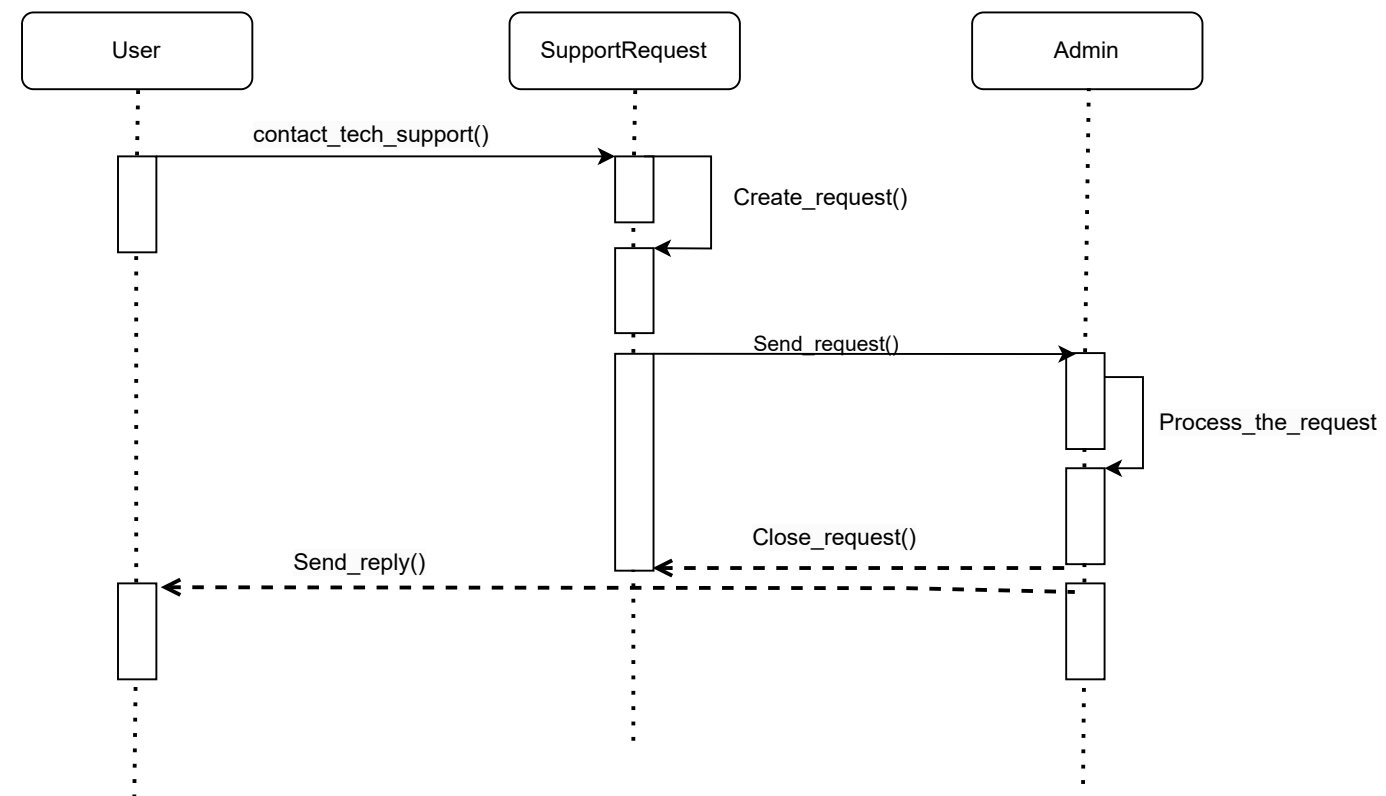 User
SupportRequest
Admin
contact_tech_support()
Create_request()
Send_request()
Process_the_request
Close_request()
Send_reply()